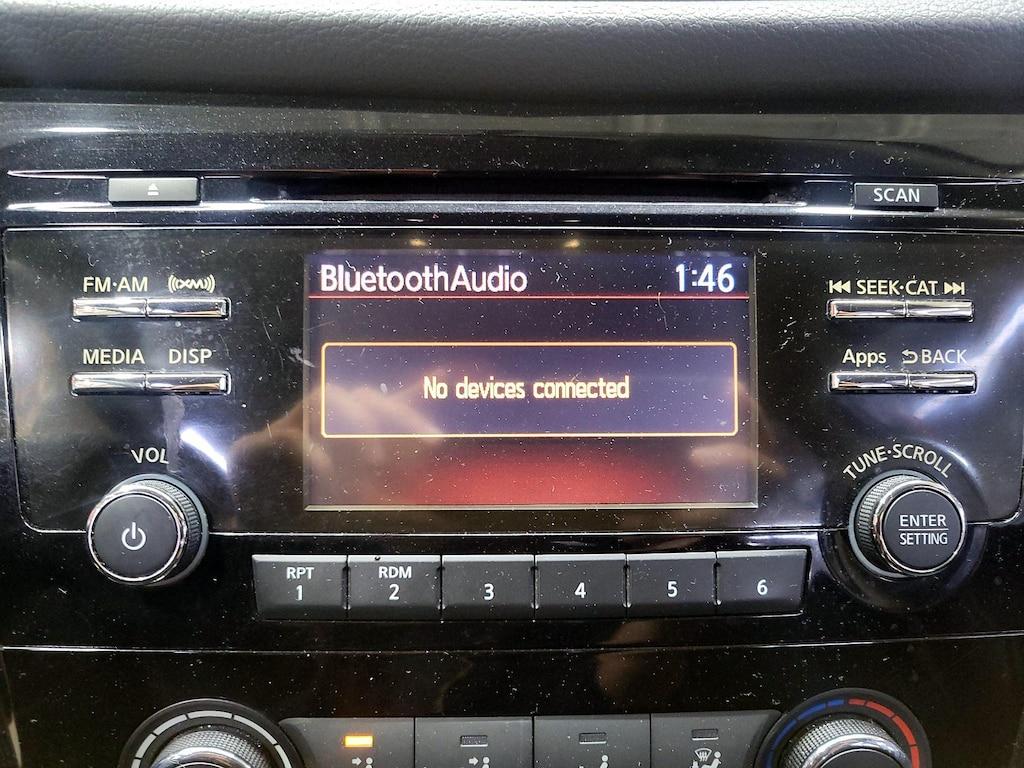 SCAN
FM·AM ((XM))
⏮ SEEK·CAT ⏭
BluetoothAudio 1:46
MEDIA DISP
Apps ⮌BACK
No devices connected
VOL
TUNE·SCROLL
ENTER
SETTING
RPT
1
RDM
2
3
4
5
6